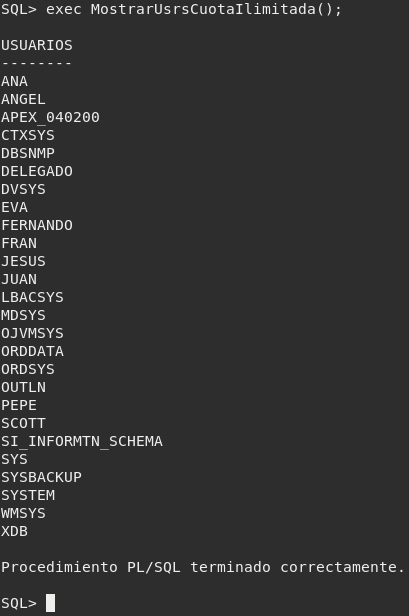 SQL> exec MostrarUsrsCuotaIlimitada();
USUARIOS
--------
ANA
ANGEL
APEX_040200
CTXSYS
DBSNMP
DELEGADO
DVSYS
EVA
FERNANDO
FRAN
JESUS
JUAN
LBACSYS
MDSYS
OJVMSYS
ORDDATA
ORDSYS
OUTLN
PEPE
SCOTT
SI_INFORMTN_SCHEMA
SYS
SYSBACKUP
SYSTEM
WMSYS
XDB
Procedimiento PL/SQL terminado correctamente.
SQL>